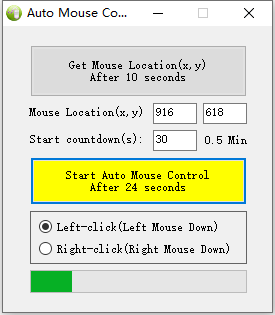 Auto Mouse Co...
Get Mouse Location(x,y)
After 10 seconds
Mouse Location(x,y) 916 618
Start countdown(s): 30 0.5 Min
Start Auto Mouse Control
After 24 seconds
Left-click(Left Mouse Down)
Right-click(Right Mouse Down)